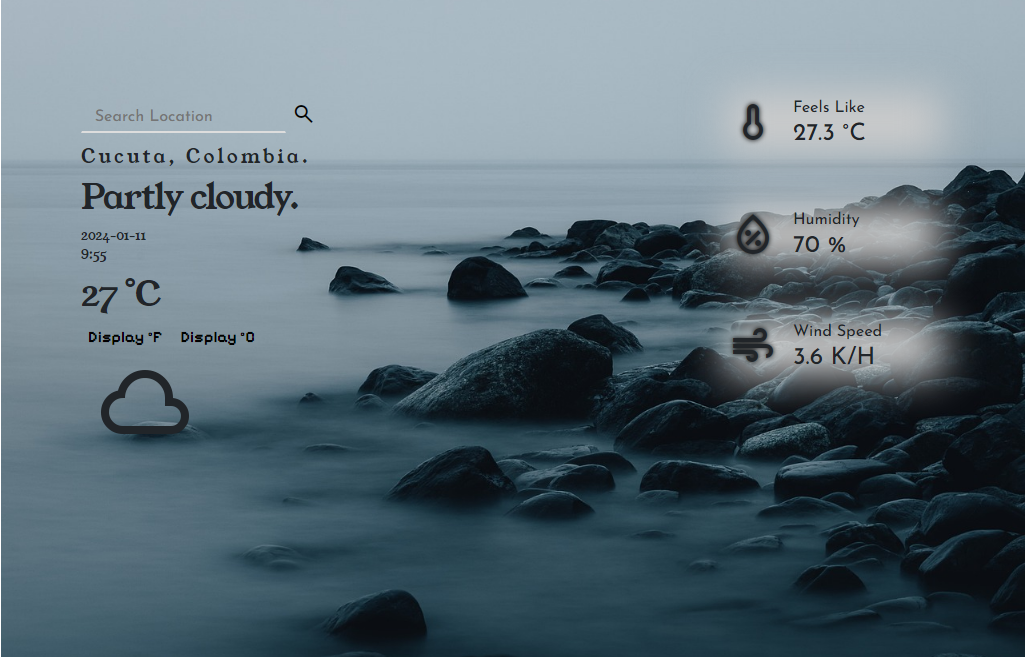 Search Location
Cucuta, Colombia.
Partly cloudy.
2024-01-11
9:55
27 °C
Display °F Display °O
Feels Like
27.3 °C
Humidity
70 %
Wind Speed
3.6 K/H